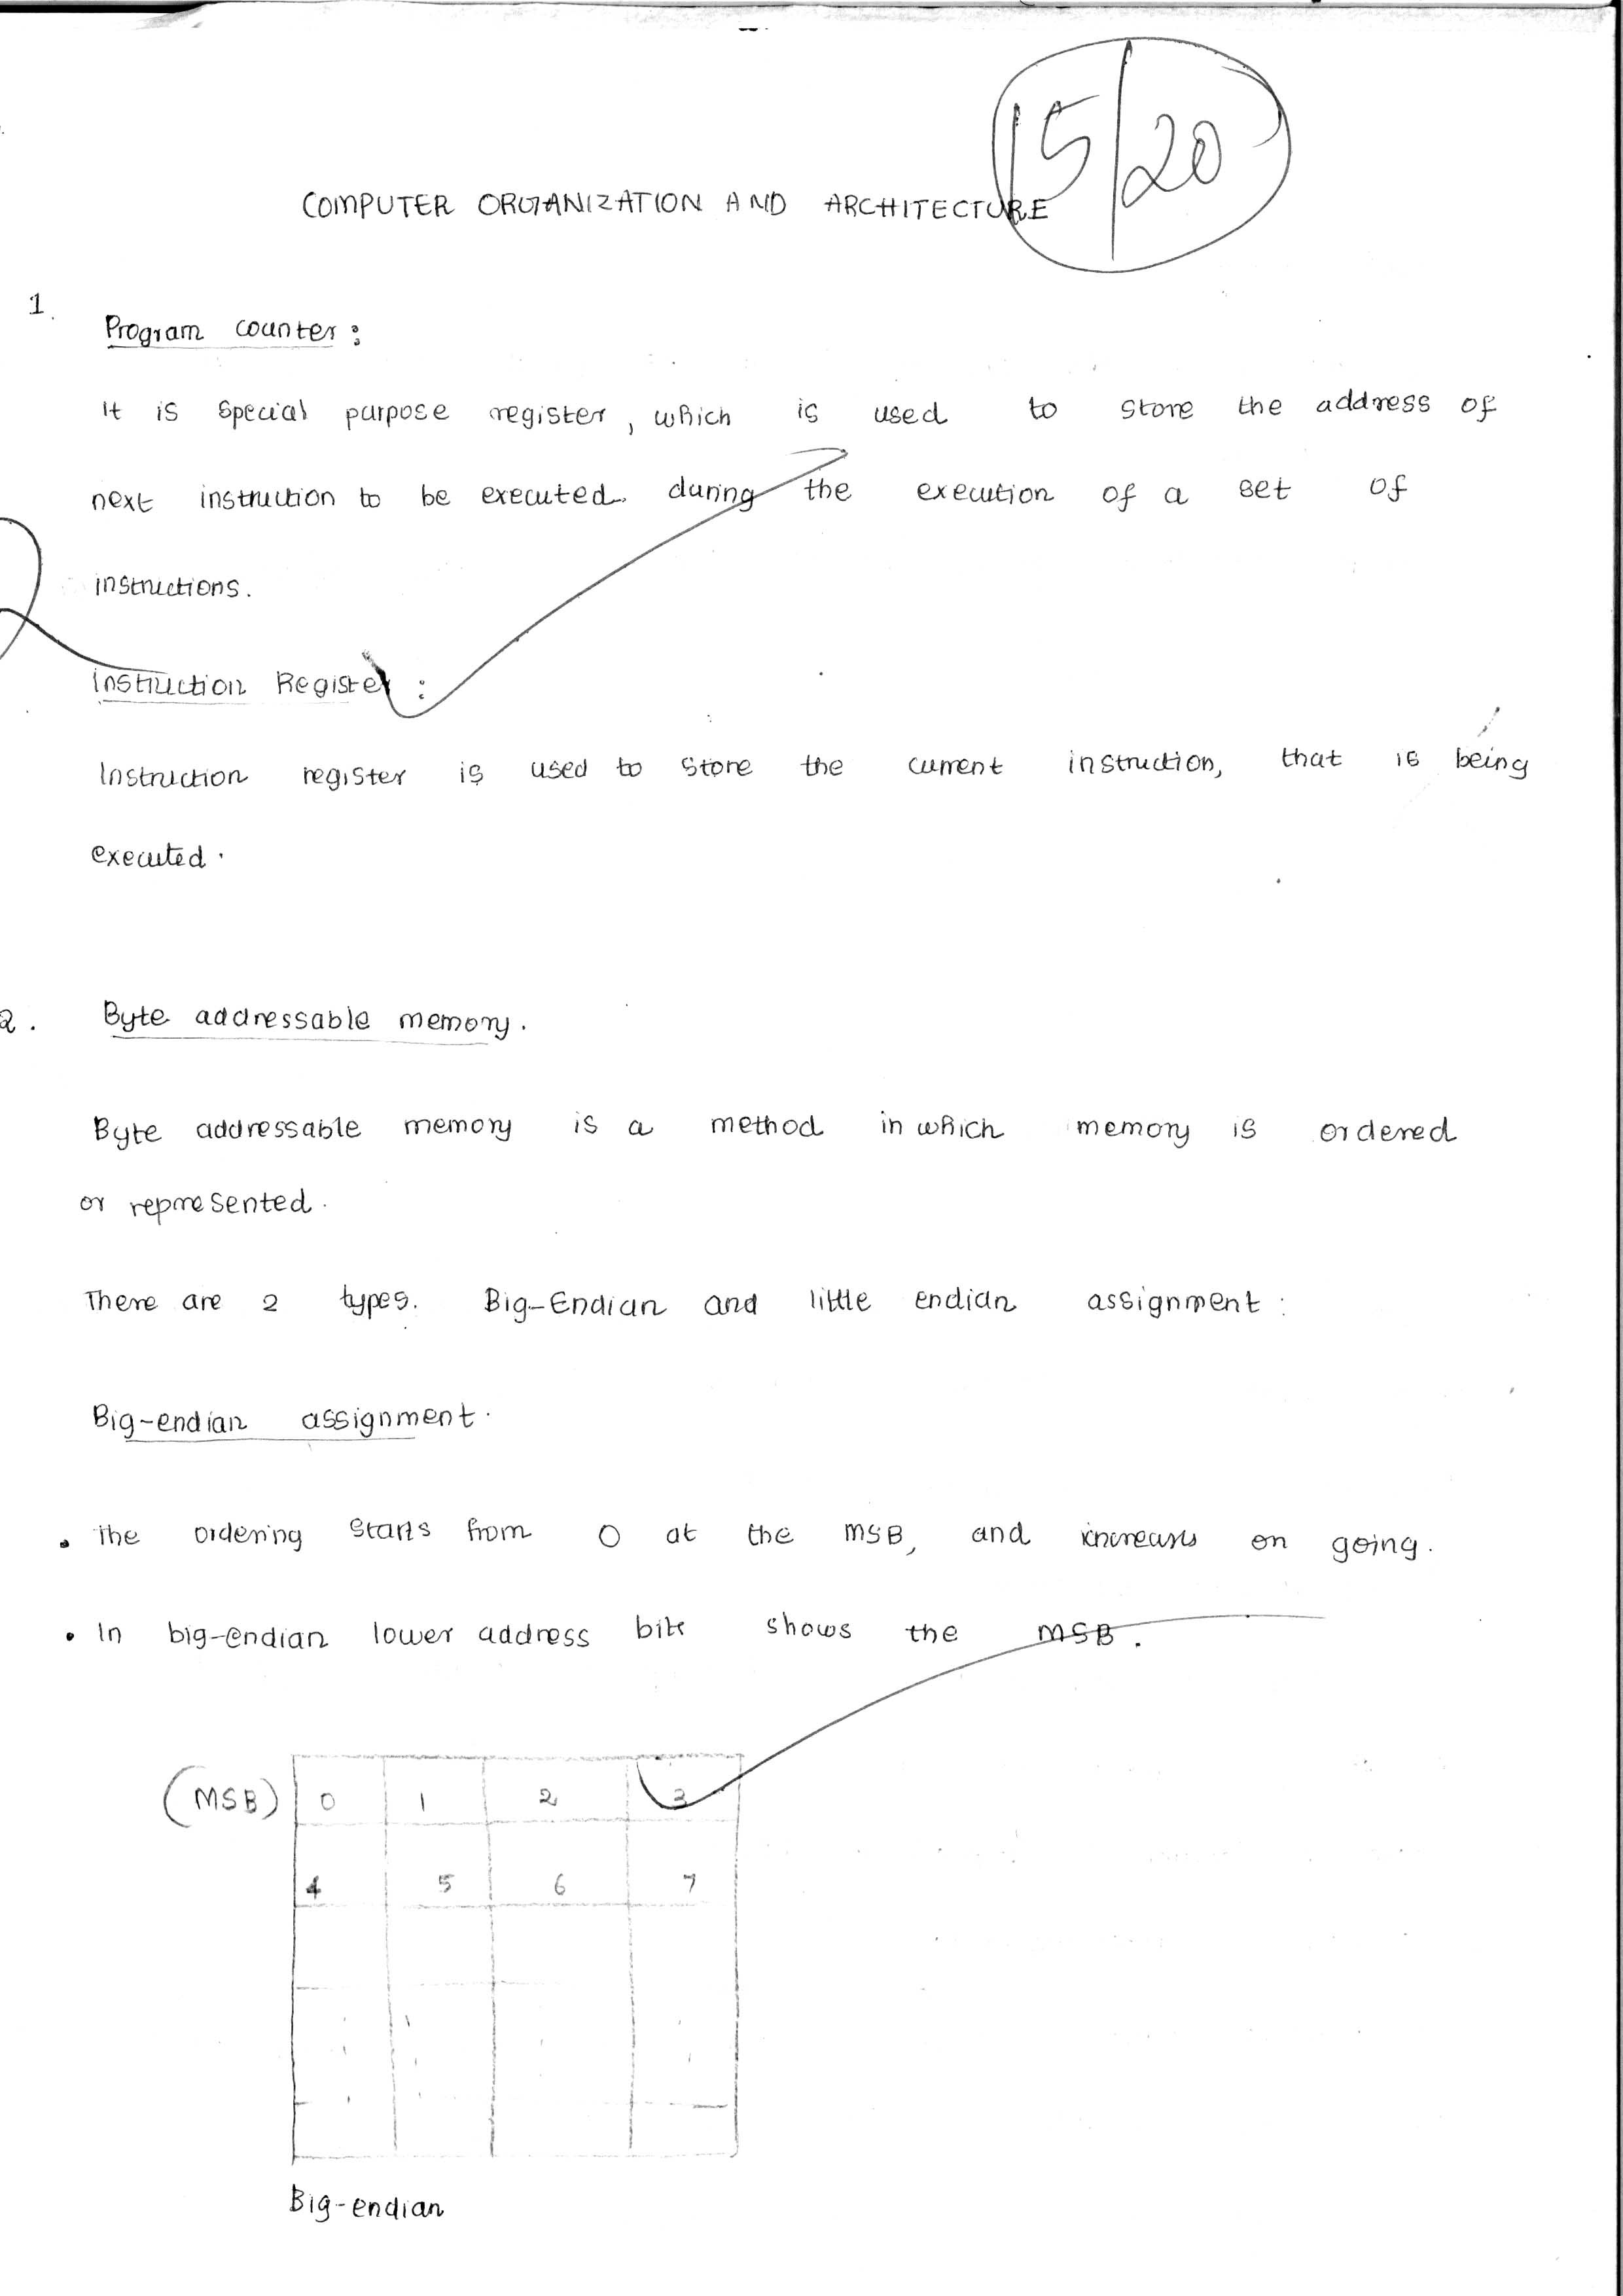 15/20
COMPUTER ORGANIZATION AND ARCHITECTURE
1.
Program counter :
It is special purpose register, which is used to store the address of
next instruction to be executed. during the execution of a set of
instructions.
Instruction Register :
Instruction register is used to store the current instruction, that is being
executed.
2. Byte addressable memory.
Byte addressable memory is a method in which memory is ordered
or represented.
There are 2 types. Big-Endian and little endian assignment :
Big-endian assignment.
• The ordering starts from 0 at the MSB, and increases on going.
• In big-endian lower address shows the MSB.
(MSB) 0 1 2 3
4 5 6 7
Big-endian